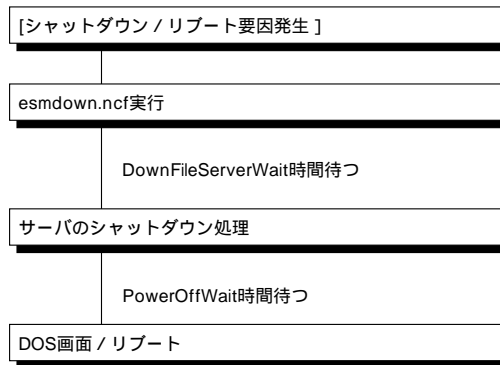 [シャットダウン / リブート要因発生 ]
esmdown.ncf実行
DownFileServerWait時間待つ
サーバのシャットダウン処理
PowerOffWait時間待つ
DOS画面 / リブート